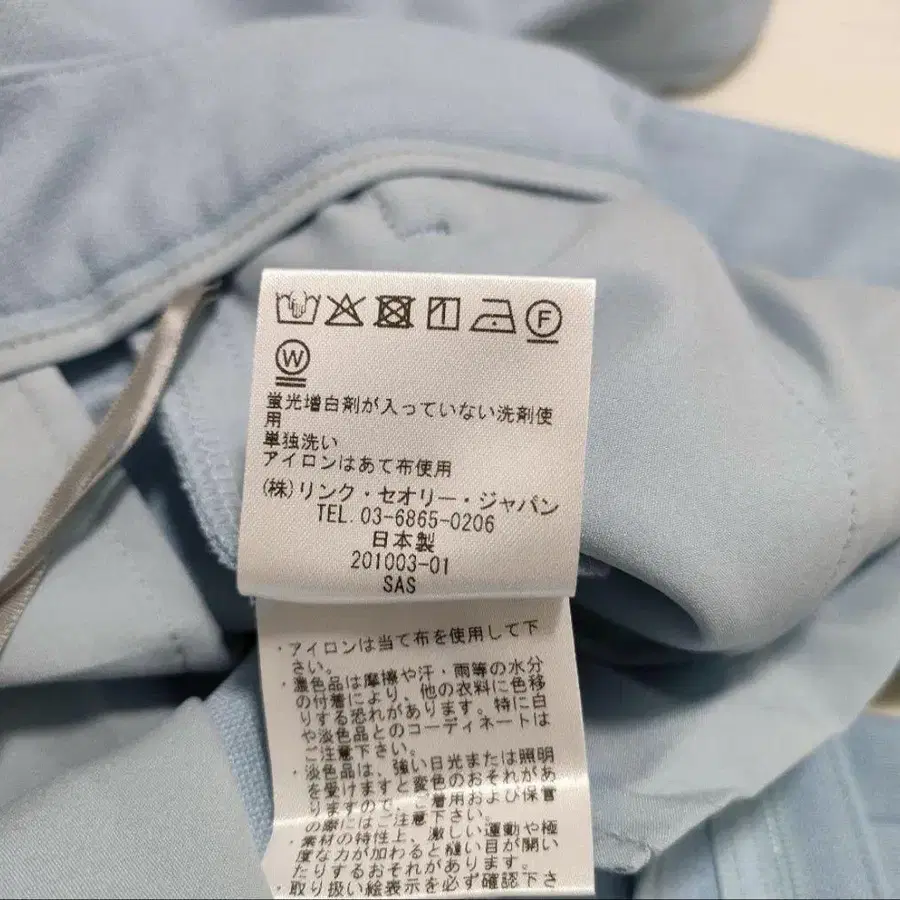 F
W
蛍光増白剤が入っていない洗剤使
用
単独洗い
アイロンはあて布使用
(株)リンク・セオリー・ジャパン
TEL. 03-6865-0206
日本製
201003-01
SAS
・アイロンは当て布を使用して下
さい。
・濃色品は摩擦や汗・雨等の水分
の付着により、他の衣料に色移
りする恐れがあります。特に白
や淡色品とのコーディネートは
ご注意下さい。
・淡色品は、強い日光または照明
を受けますと変色のおそれがあ
りますので、ご着用および保管
の際にはご注意下さい。
・素材の特性上、激しい運動や極
度な力が加わると縫い目が開い
たりするおそれがあります。
・取り扱い絵表示を必ず確認下さ